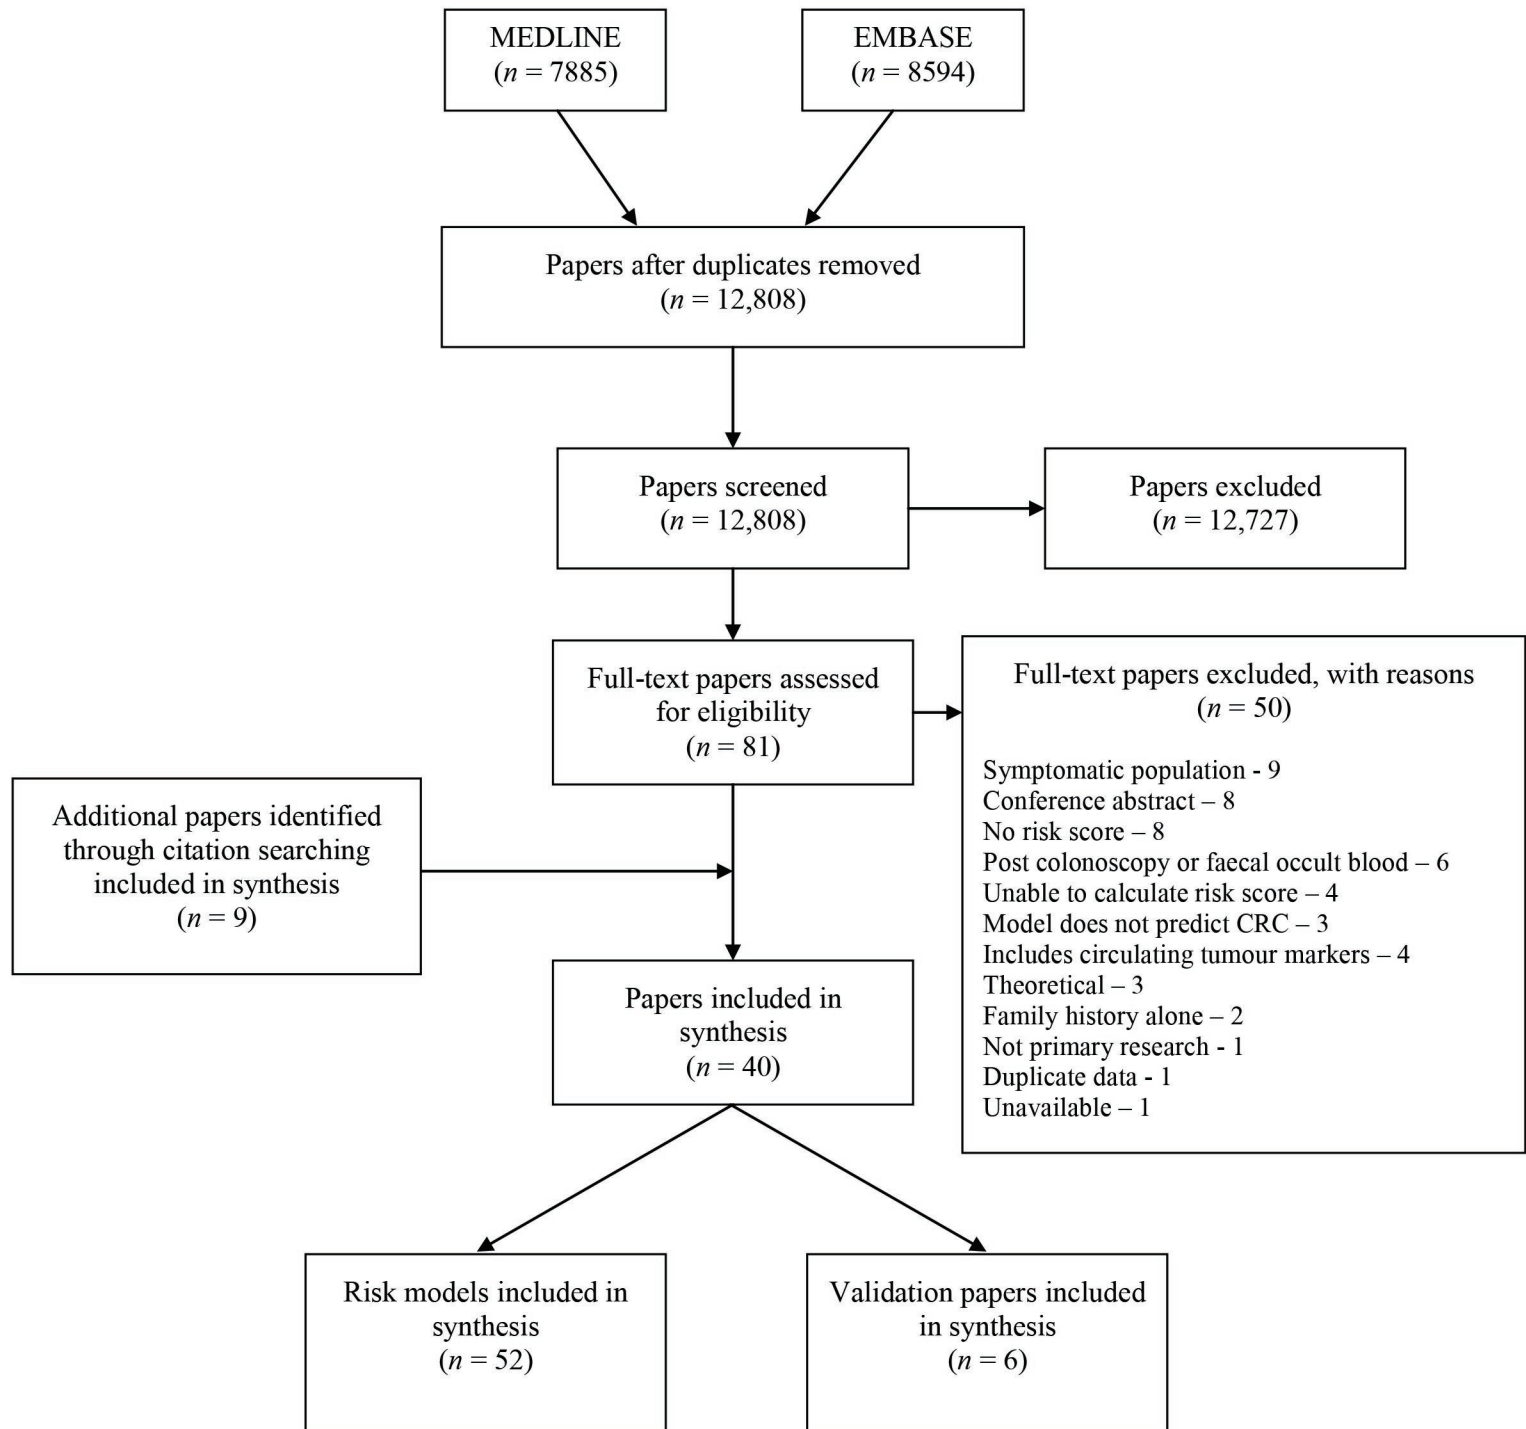 MEDLINE
(n = 7885)
EMBASE
(n = 8594)
Papers after duplicates removed
(n = 12,808)
Papers screened
(n = 12,808)
Papers excluded
(n = 12,727)
Full-text papers assessed
for eligibility
(n = 81)
Full-text papers excluded, with reasons
(n = 50)
Symptomatic population - 9
Conference abstract – 8
No risk score – 8
Post colonoscopy or faecal occult blood – 6
Unable to calculate risk score – 4
Model does not predict CRC – 3
Includes circulating tumour markers – 4
Theoretical – 3
Family history alone – 2
Not primary research - 1
Duplicate data - 1
Unavailable – 1
Additional papers identified
through citation searching
included in synthesis
(n = 9)
Papers included in
synthesis
(n = 40)
Risk models included in
synthesis
(n = 52)
Validation papers included
in synthesis
(n = 6)